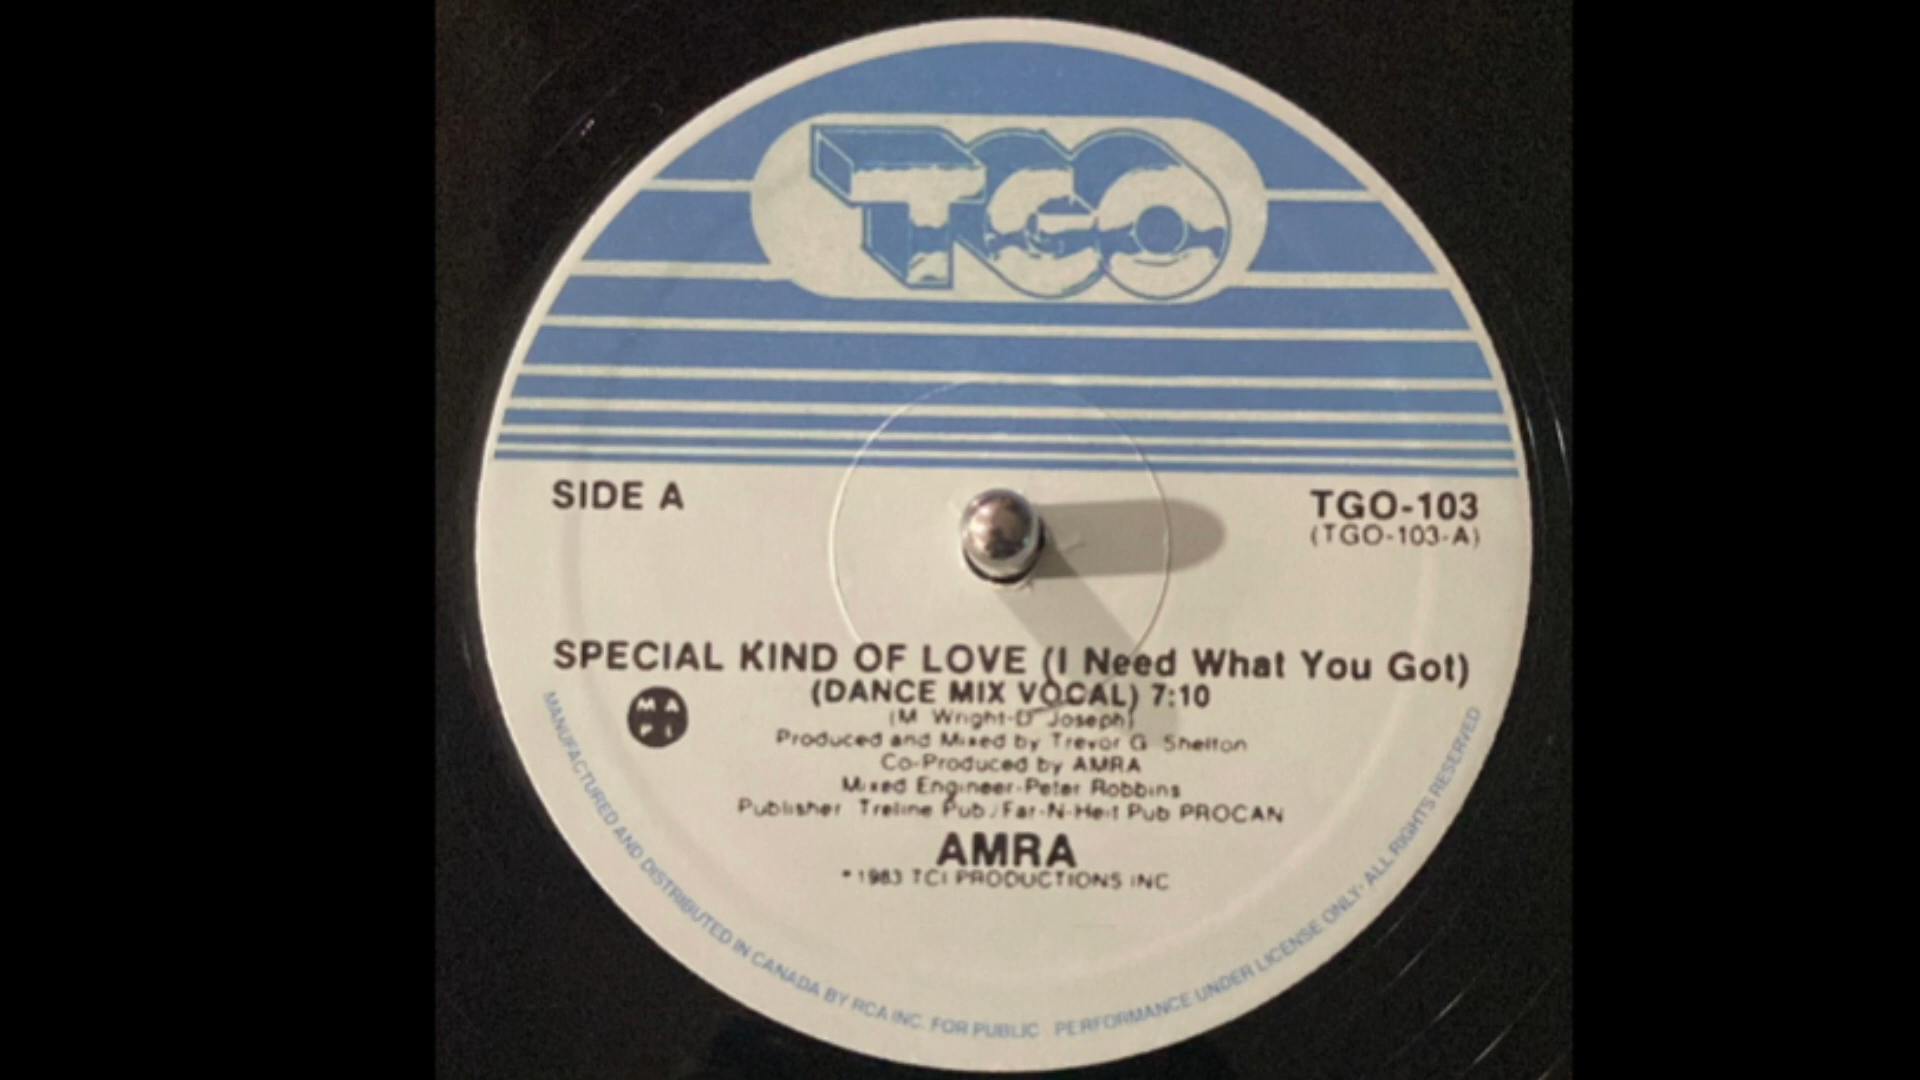 TGO
SIDE A
TGO-103
(TGO-103-A)
SPECIAL KIND OF LOVE (I Need What You Got)
(DANCE MIX VOCAL) 7:10
(M. Wright-D. Joseph)
Produced and Mixed by Trevor G. Shelton
Co-Produced by AMRA
Mixed Engineer-Peter Robbins
Publisher Treline Pub./Far-N-Heit Pub PROCAN
AMRA
1983 TCI PRODUCTIONS INC
MA
PI
MANUFACTURED AND DISTRIBUTED IN CANADA BY RCA INC. FOR PUBLIC PERFORMANCE UNDER LICENSE ONLY. ALL RIGHTS RESERVED